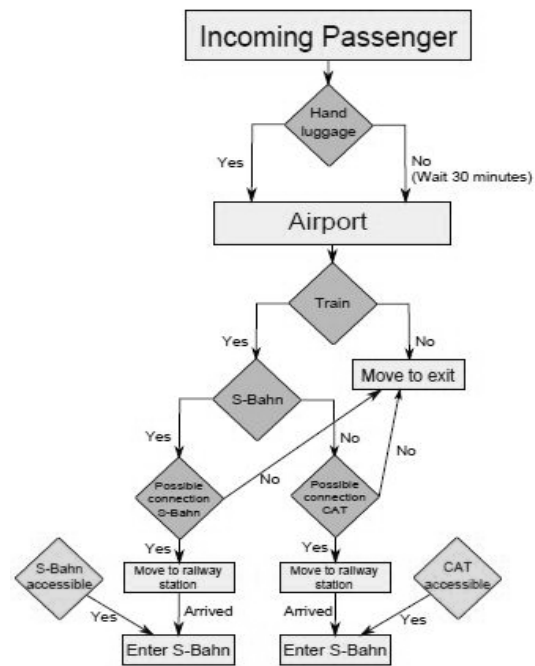 Incoming Passenger
Hand
luggage
Yes
No
(Wait 30 minutes)
Airport
Train
Yes
No
Move to exit
S-Bahn
Yes
No
Possible
connection
S-Bahn
No
Possible
connection
CAT
No
Yes
Yes
S-Bahn
accessible
Move to railway
station
Move to railway
station
CAT
accessible
Yes
Arrived
Arrived
Yes
Enter S-Bahn
Enter S-Bahn